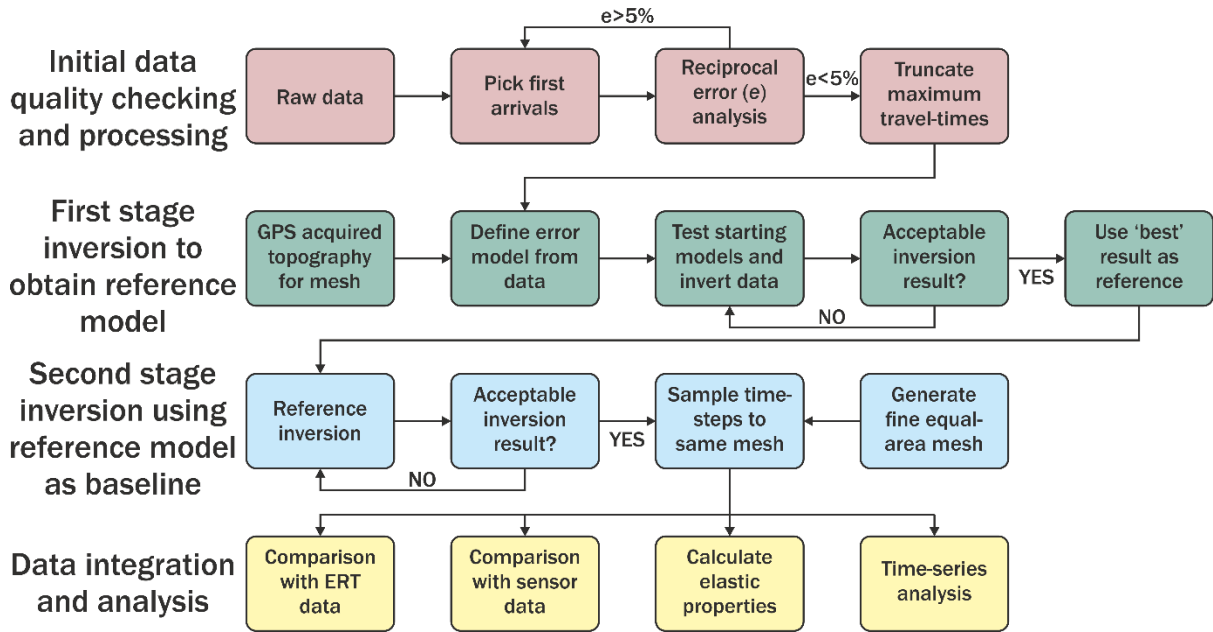 Initial data
quality checking
and processing
Raw data
Pick first
arrivals
e>5%
Reciprocal
error (e)
analysis
e<5%
Truncate
maximum
travel-times
First stage
inversion to
obtain reference
model
GPS acquired
topography
for mesh
Define error
model from
data
Test starting
models and
invert data
Acceptable
inversion
result?
NO
YES
Use ‘best’
result as
reference
Second stage
inversion using
reference model
as baseline
Reference
inversion
Acceptable
inversion
result?
NO
YES
Sample time-
steps to
same mesh
Generate
fine equal-
area mesh
Data integration
and analysis
Comparison
with ERT
data
Comparison
with sensor
data
Calculate
elastic
properties
Time-series
analysis